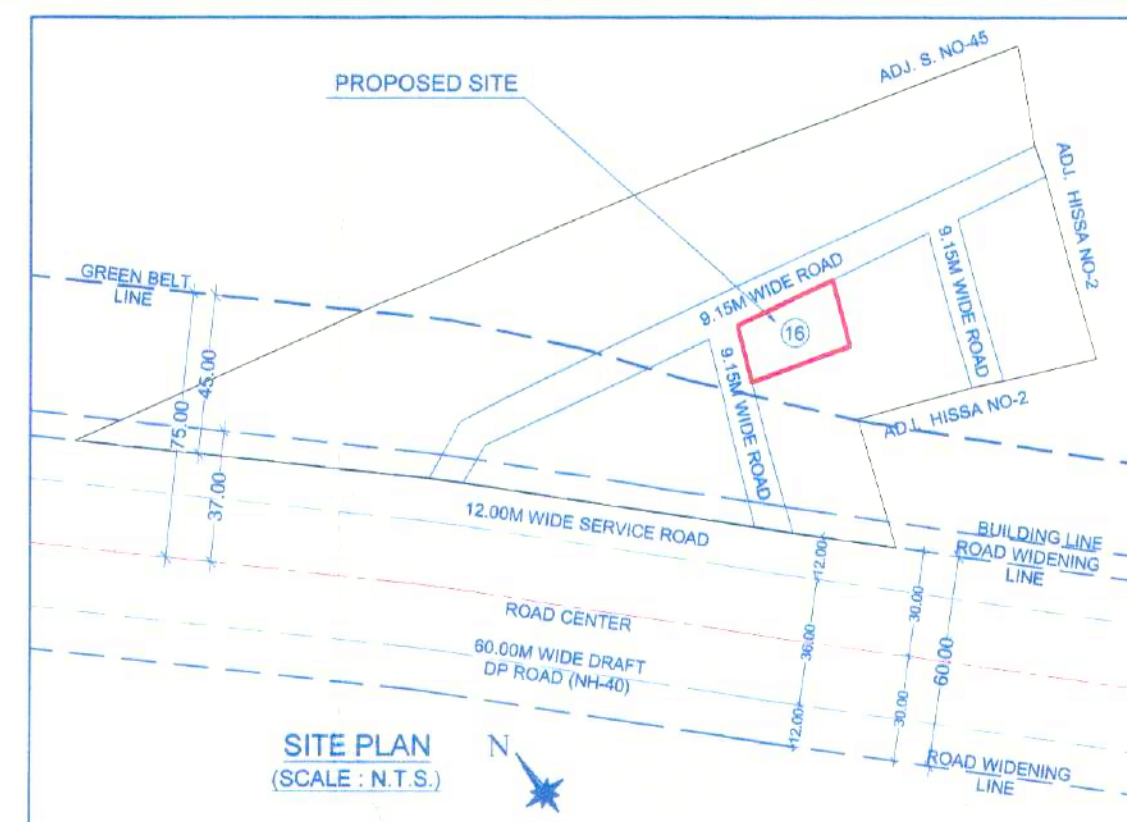 PROPOSED SITE
ADJ. S. NO-45
ADJ. HISSA NO-2
GREEN BELT
LINE
9.15M WIDE ROAD
9.15M WIDE ROAD
16
9.15M WIDE ROAD
ADJ. HISSA NO-2
45.00
75.00
37.00
12.00M WIDE SERVICE ROAD
BUILDING LINE
ROAD WIDENING
LINE
12.00
30.00
ROAD CENTER
36.00
60.00
60.00M WIDE DRAFT
DP ROAD (NH-40)
30.00
12.00
SITE PLAN
(SCALE : N.T.S.)
N
ROAD WIDENING
LINE